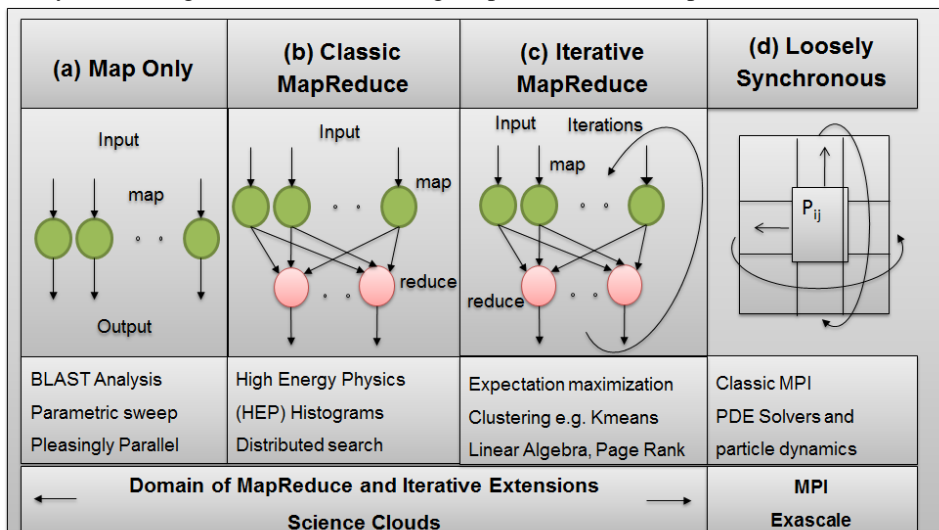 (a) Map Only
(b) Classic
MapReduce
(c) Iterative
MapReduce
(d) Loosely
Synchronous
Input
map
Output
Input
map
reduce
Input
Iterations
map
reduce
Pij
BLAST Analysis
Parametric sweep
Pleasingly Parallel
High Energy Physics
(HEP) Histograms
Distributed search
Expectation maximization
Clustering e.g. Kmeans
Linear Algebra, Page Rank
Classic MPI
PDE Solvers and
particle dynamics
Domain of MapReduce and Iterative Extensions
Science Clouds
MPI
Exascale